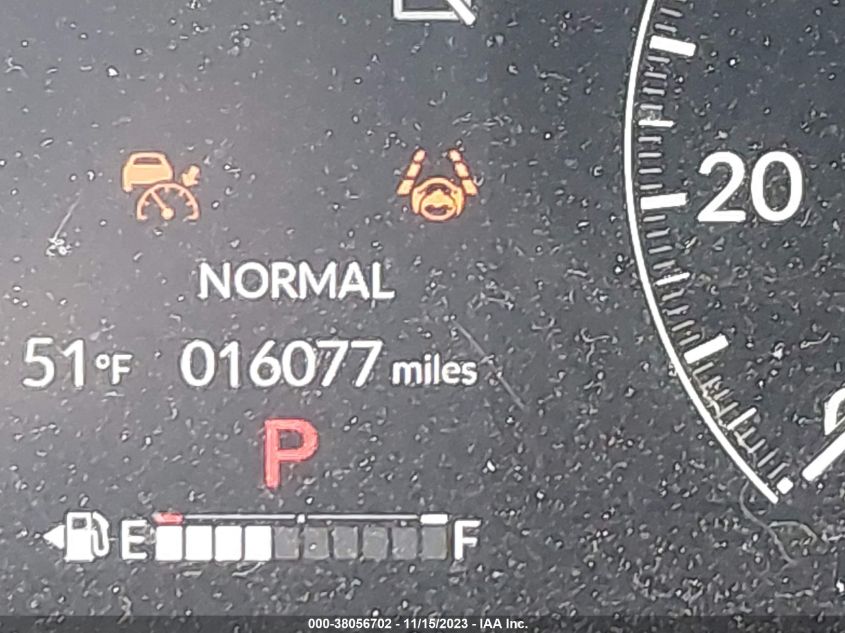 20
NORMAL
51°F 016077 miles
P
E F
000-38056702 - 11/15/2023 - IAA Inc.